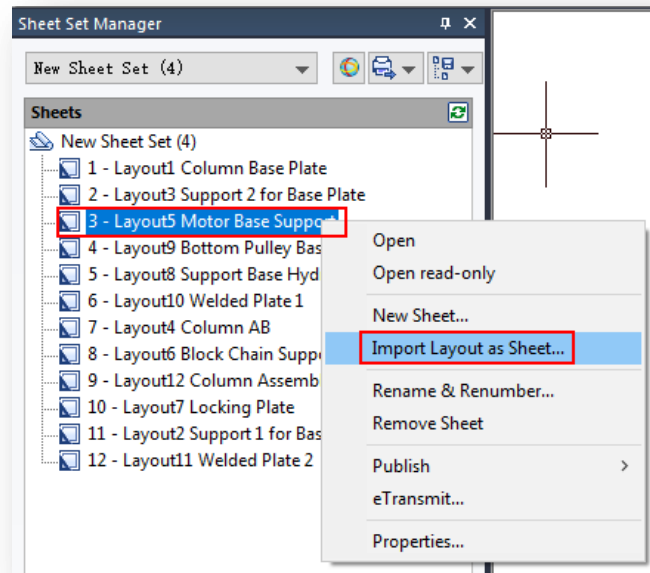 Sheet Set Manager
New Sheet Set (4)
Sheets
New Sheet Set (4)
1 - Layout1 Column Base Plate
2 - Layout3 Support 2 for Base Plate
3 - Layout5 Motor Base Support
4 - Layout9 Bottom Pulley Bas
5 - Layout8 Support Base Hyd
6 - Layout10 Welded Plate 1
7 - Layout4 Column AB
8 - Layout6 Block Chain Supp
9 - Layout12 Column Assemb
10 - Layout7 Locking Plate
11 - Layout2 Support 1 for Bas
12 - Layout11 Welded Plate 2
Open
Open read-only
New Sheet...
Import Layout as Sheet...
Rename & Renumber...
Remove Sheet
Publish
eTransmit...
Properties...